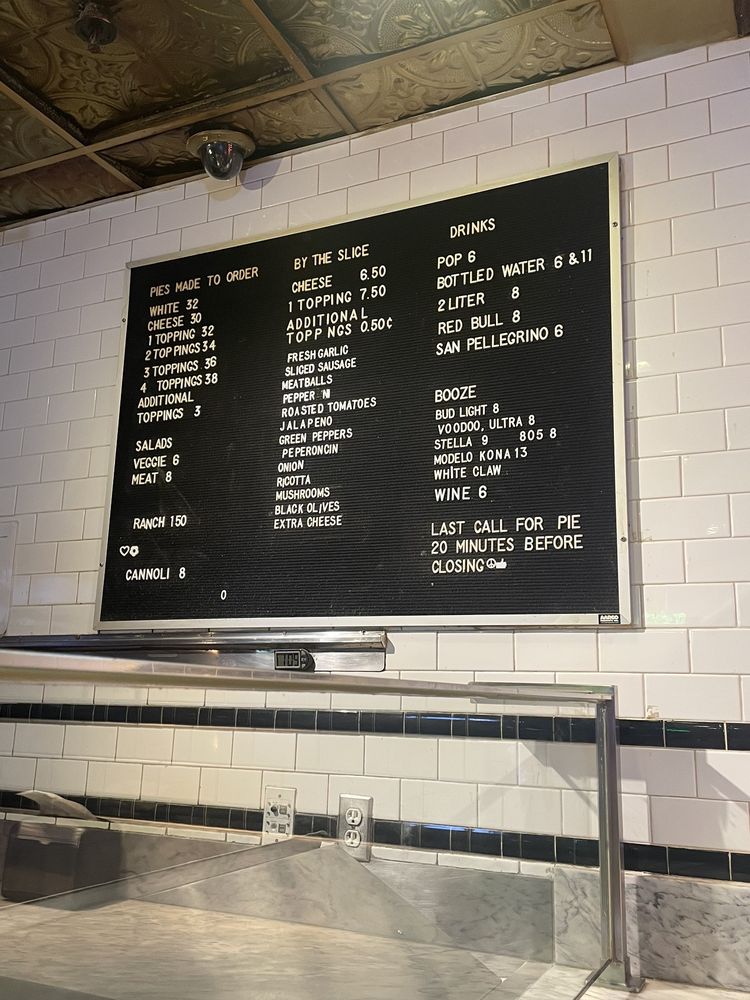 PIES MADE TO ORDER
WHITE 32
CHEESE 30
1 TOPPING 32
2 TOPPINGS 34
3 TOPPINGS 36
4 TOPPINGS 38
ADDITIONAL
TOPPINGS 3
SALADS
VEGGIE 6
MEAT 8
RANCH 150
CANNOLI 8
0
BY THE SLICE
CHEESE 6.50
1 TOPPING 7.50
ADDITIONAL
TOPP NGS 0.50¢
FRESH GARLIC
SLICED SAUSAGE
MEATBALLS
PEPPER NI
ROASTED TOMATOES
JALAPENO
GREEN PEPPERS
PEPERONCIN
ONION
RICOTTA
MUSHROOMS
BLACK OLIVES
EXTRA CHEESE
DRINKS
POP 6
BOTTLED WATER 6 & 11
2 LITER 8
RED BULL 8
SAN PELLEGRINO 6
BOOZE
BUD LIGHT 8
VOODOO, ULTRA 8
STELLA 9 805 8
MODELO KONA 13
WHITE CLAW
WINE 6
LAST CALL FOR PIE
20 MINUTES BEFORE
CLOSING
AARCO
109